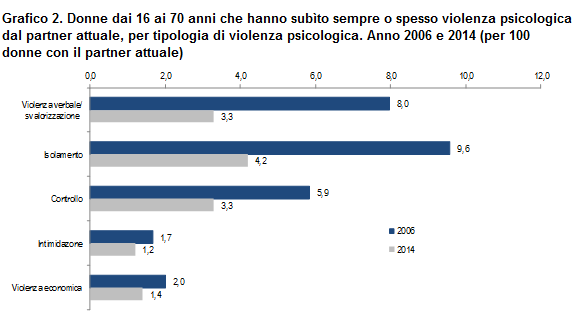 Grafico 2. Donne dai 16 ai 70 anni che hanno subìto sempre o spesso violenza psicologica
dal partner attuale, per tipologia di violenza psicologica. Anno 2006 e 2014 (per 100
donne con il partner attuale)
0,0 2,0 4,0 6,0 8,0 10,0 12,0
Violenza verbale/
svalorizzazione
8,0
3,3
Isolamento
9,6
4,2
Controllo
5,9
3,3
2006
2014
Intimidazone
1,7
1,2
Violenza economica
2,0
1,4